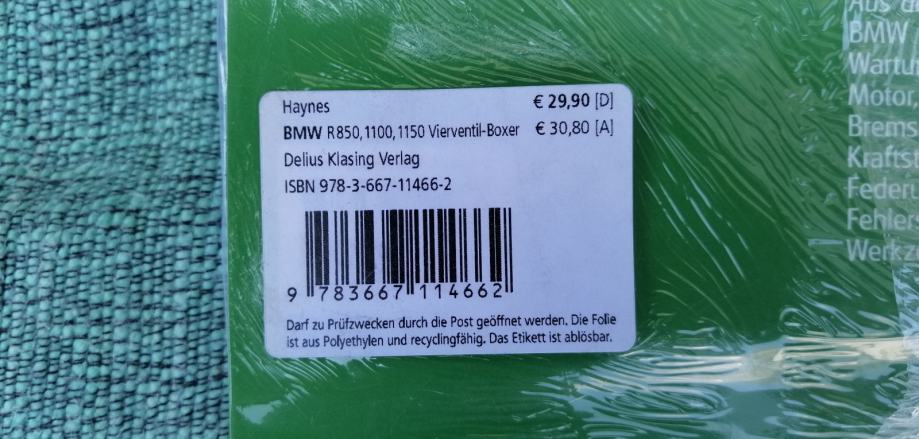 Haynes € 29,90 [D]
BMW R850, 1100, 1150 Vierventil-Boxer € 30,80 [A]
Delius Klasing Verlag
ISBN 978-3-667-11466-2
9 783667 114662
Darf zu Prüfzwecken durch die Post geöffnet werden. Die Folie
ist aus Polyethylen und recyclingfähig. Das Etikett ist ablösbar.
BMW